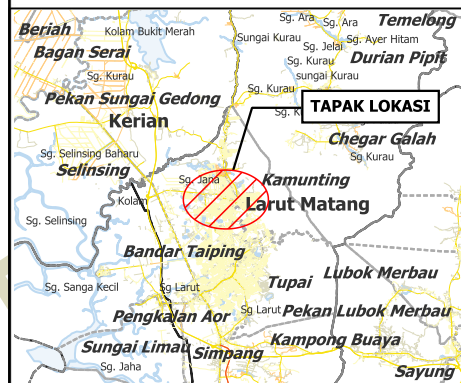 Sg. Ara
Sg. Ara
Temelong
Beriah
Kolam Bukit Merah
Sungai Kurau
Sg. Ayer Hitam
Bagan Serai
Sg. Jelai
Durian Pipit
Sg. Kurau
Sg. Kurau
sungai Kurau
Sg. Kurau
Pekan Sungai Gedong
TAPAK LOKASI
Kerian
Chegar Galah
Sg. Selinsing Baharu
Sg Kurau
Selinsing
Sg. Jana
Kamunting
Kolam
Larut Matang
Sg. Selinsing
Bandar Taiping
Lubok Merbau
Tupai
Sg. Sanga Kecil
Sg Larut
Sg Larut
Pekan Lubok Merbau
Pengkalan Aor
Kampong Buaya
Sungai Limau
Simpang
Sg. Jaha
Sayung